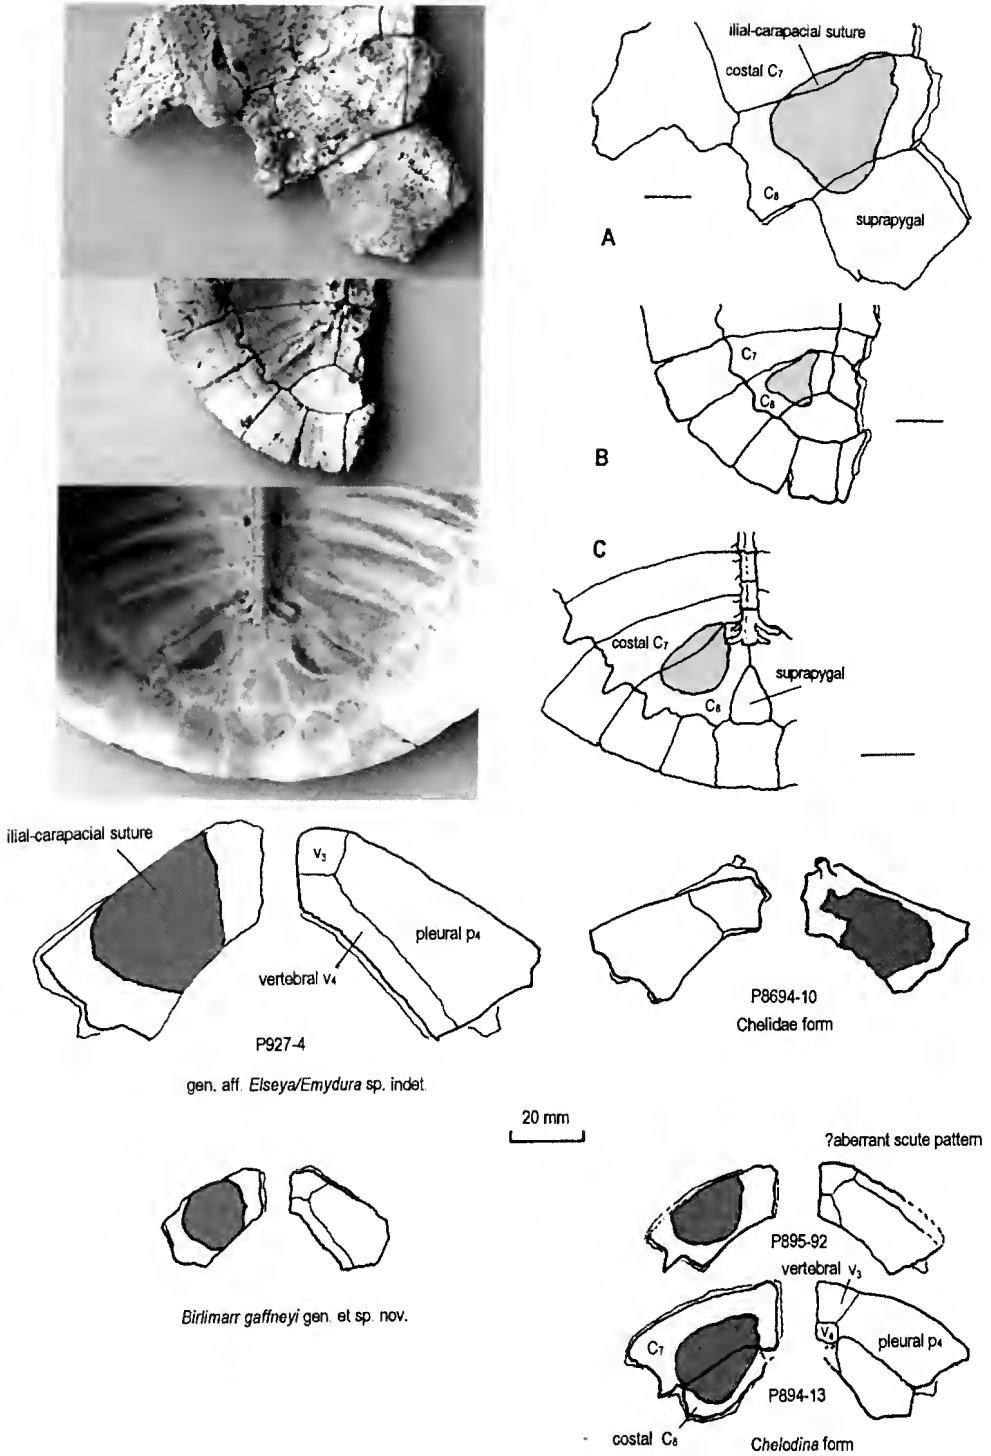 ilial-carapacial suture
costal C7
C8
suprapygal
A
C7
C8
B
C
costal C7
suprapygal
C8
ilial-carapacial suture
V3
pleural p4
vertebral v4
P927-4
gen. aff. Elseya/Emydura sp. indet.
P8694-10
Chelidae form
20 mm
?aberrant scute pattern
P895-92
vertebral v3
Birlimarr gaffneyi gen. et sp. nov.
C7
V4
pleural p4
P894-13
costal C8
Chelodina form